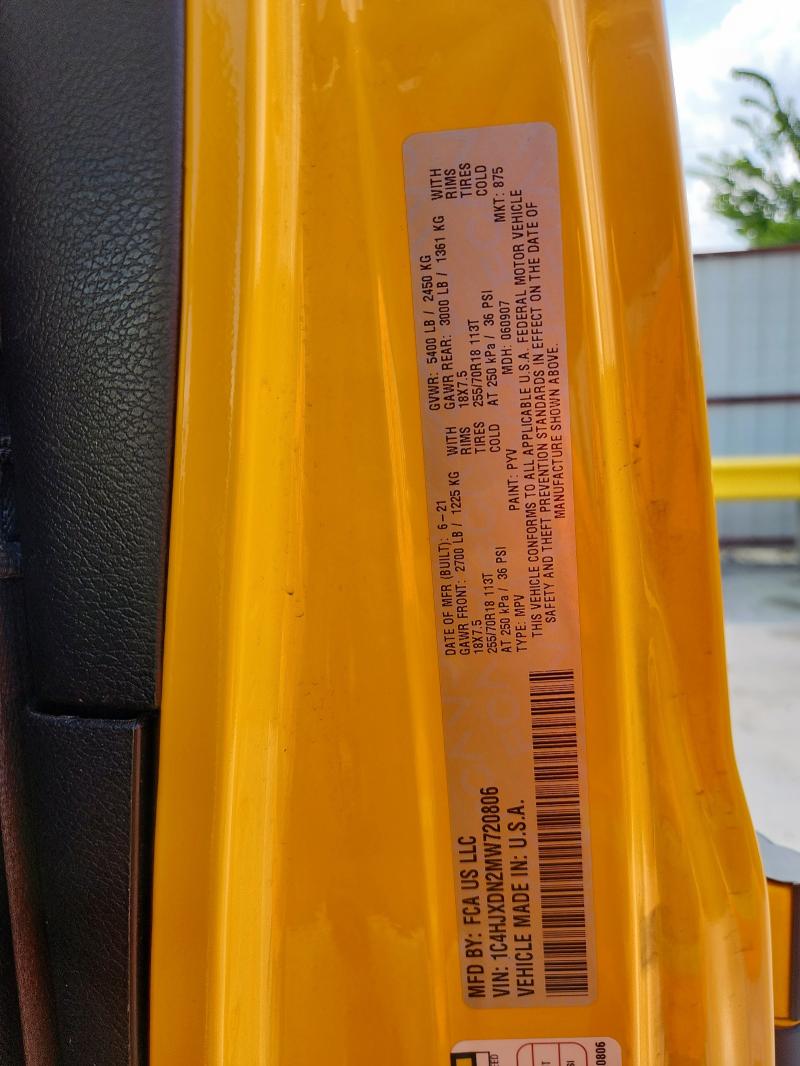 MFD BY: FCA US LLC
VIN: 1C4HJXDN2MW720806
VEHICLE MADE IN: U.S.A.
DATE OF MFR (BUILT): 6-21
GAWR FRONT: 2700 LB / 1225 KG WITH
18X7.5 RIMS
255/70R18 113T TIRES
AT 250 kPa / 36 PSI COLD
GVWR: 5400 LB / 2450 KG
GAWR REAR: 3000 LB / 1361 KG WITH
18X7.5 RIMS
255/70R18 113T TIRES
AT 250 kPa / 36 PSI COLD
TYPE: MPV PAINT: PYV MDH: 060907 MKT: 875
THIS VEHICLE CONFORMS TO ALL APPLICABLE U.S.A. FEDERAL MOTOR VEHICLE
SAFETY AND THEFT PREVENTION STANDARDS IN EFFECT ON THE DATE OF
MANUFACTURE SHOWN ABOVE.
0806